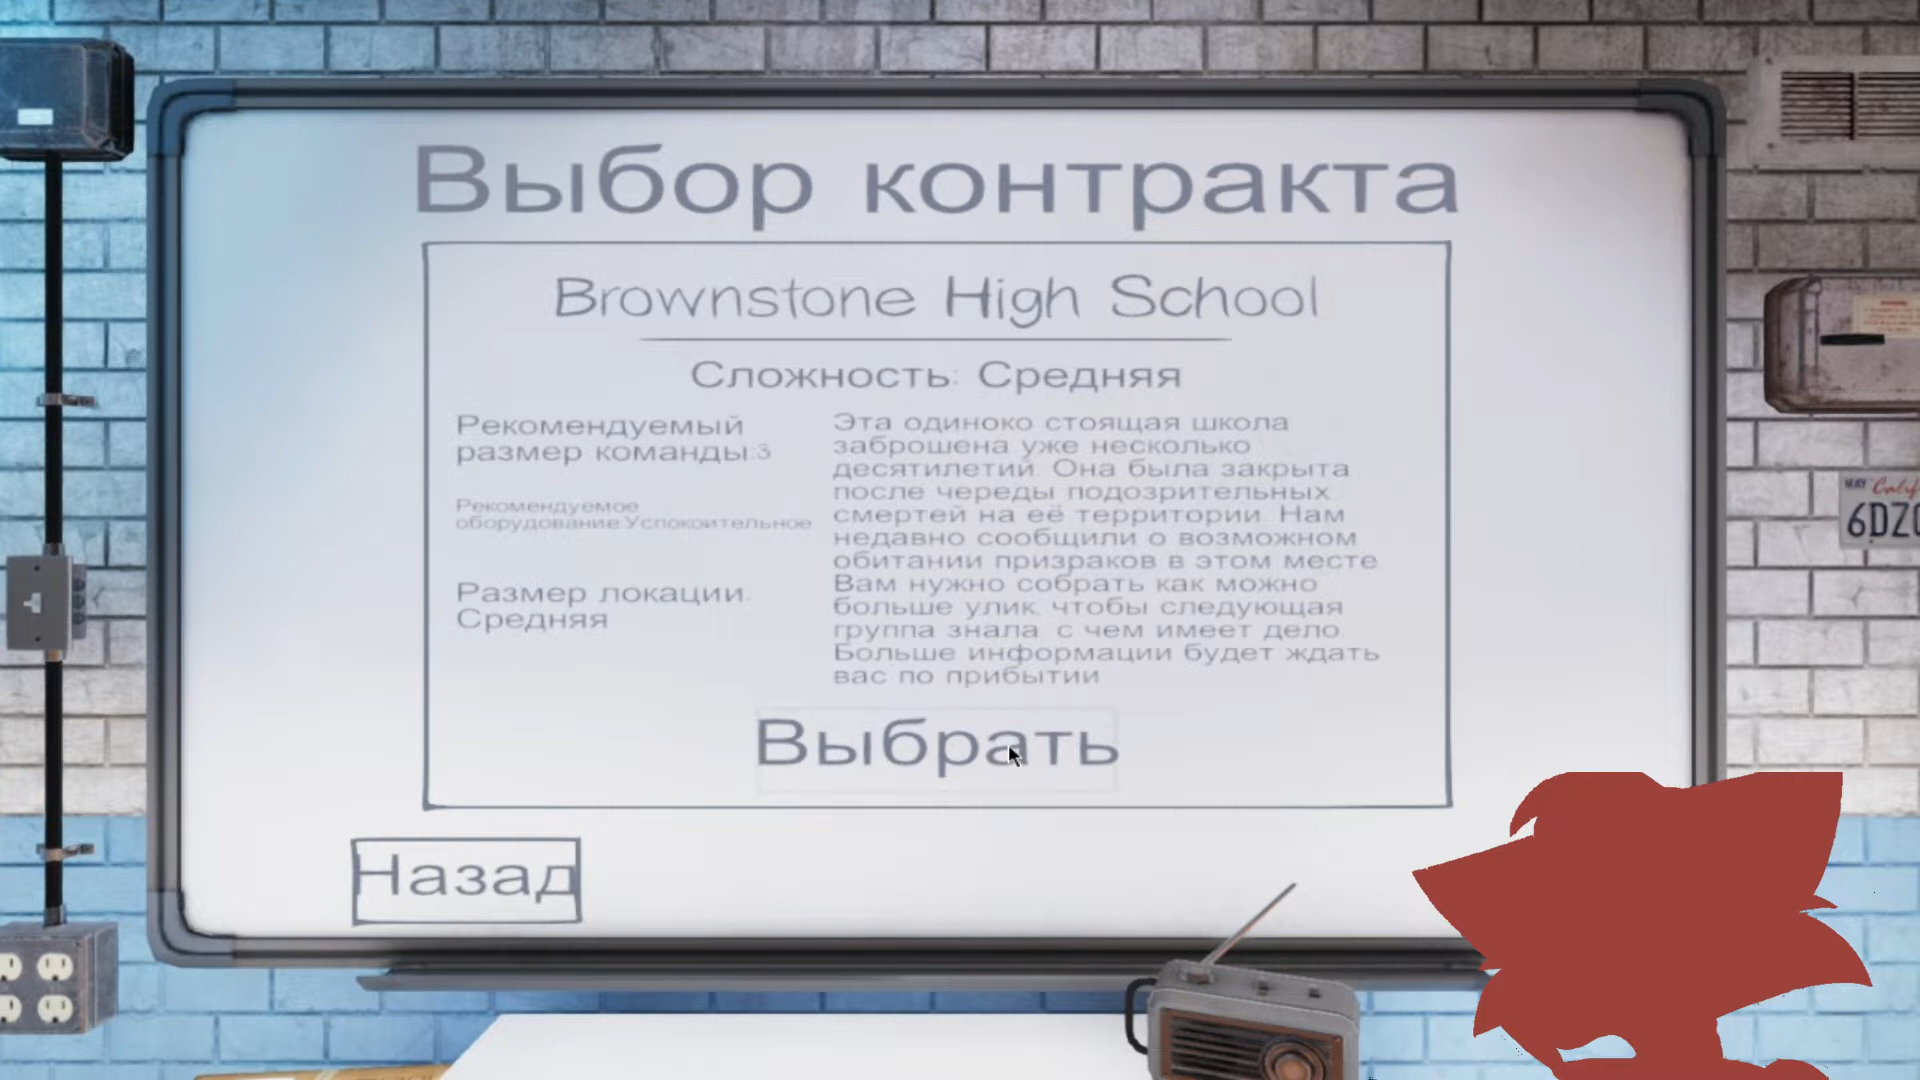 Выбор контракта
Brownstone High School
Сложность: Средняя
Рекомендуемый
размер команды:3
Рекомендуемое
оборудование:Успокоительное
Размер локации:
Средняя
Эта одиноко стоящая школа
заброшена уже несколько
десятилетий. Она была закрыта
после череды подозрительных
смертей на её территории. Нам
недавно сообщили о возможном
обитании призраков в этом месте.
Вам нужно собрать как можно
больше улик, чтобы следующая
группа знала, с чем имеет дело.
Больше информации будет ждать
вас по прибытии
Выбрать
Назад
MAY
6DZ